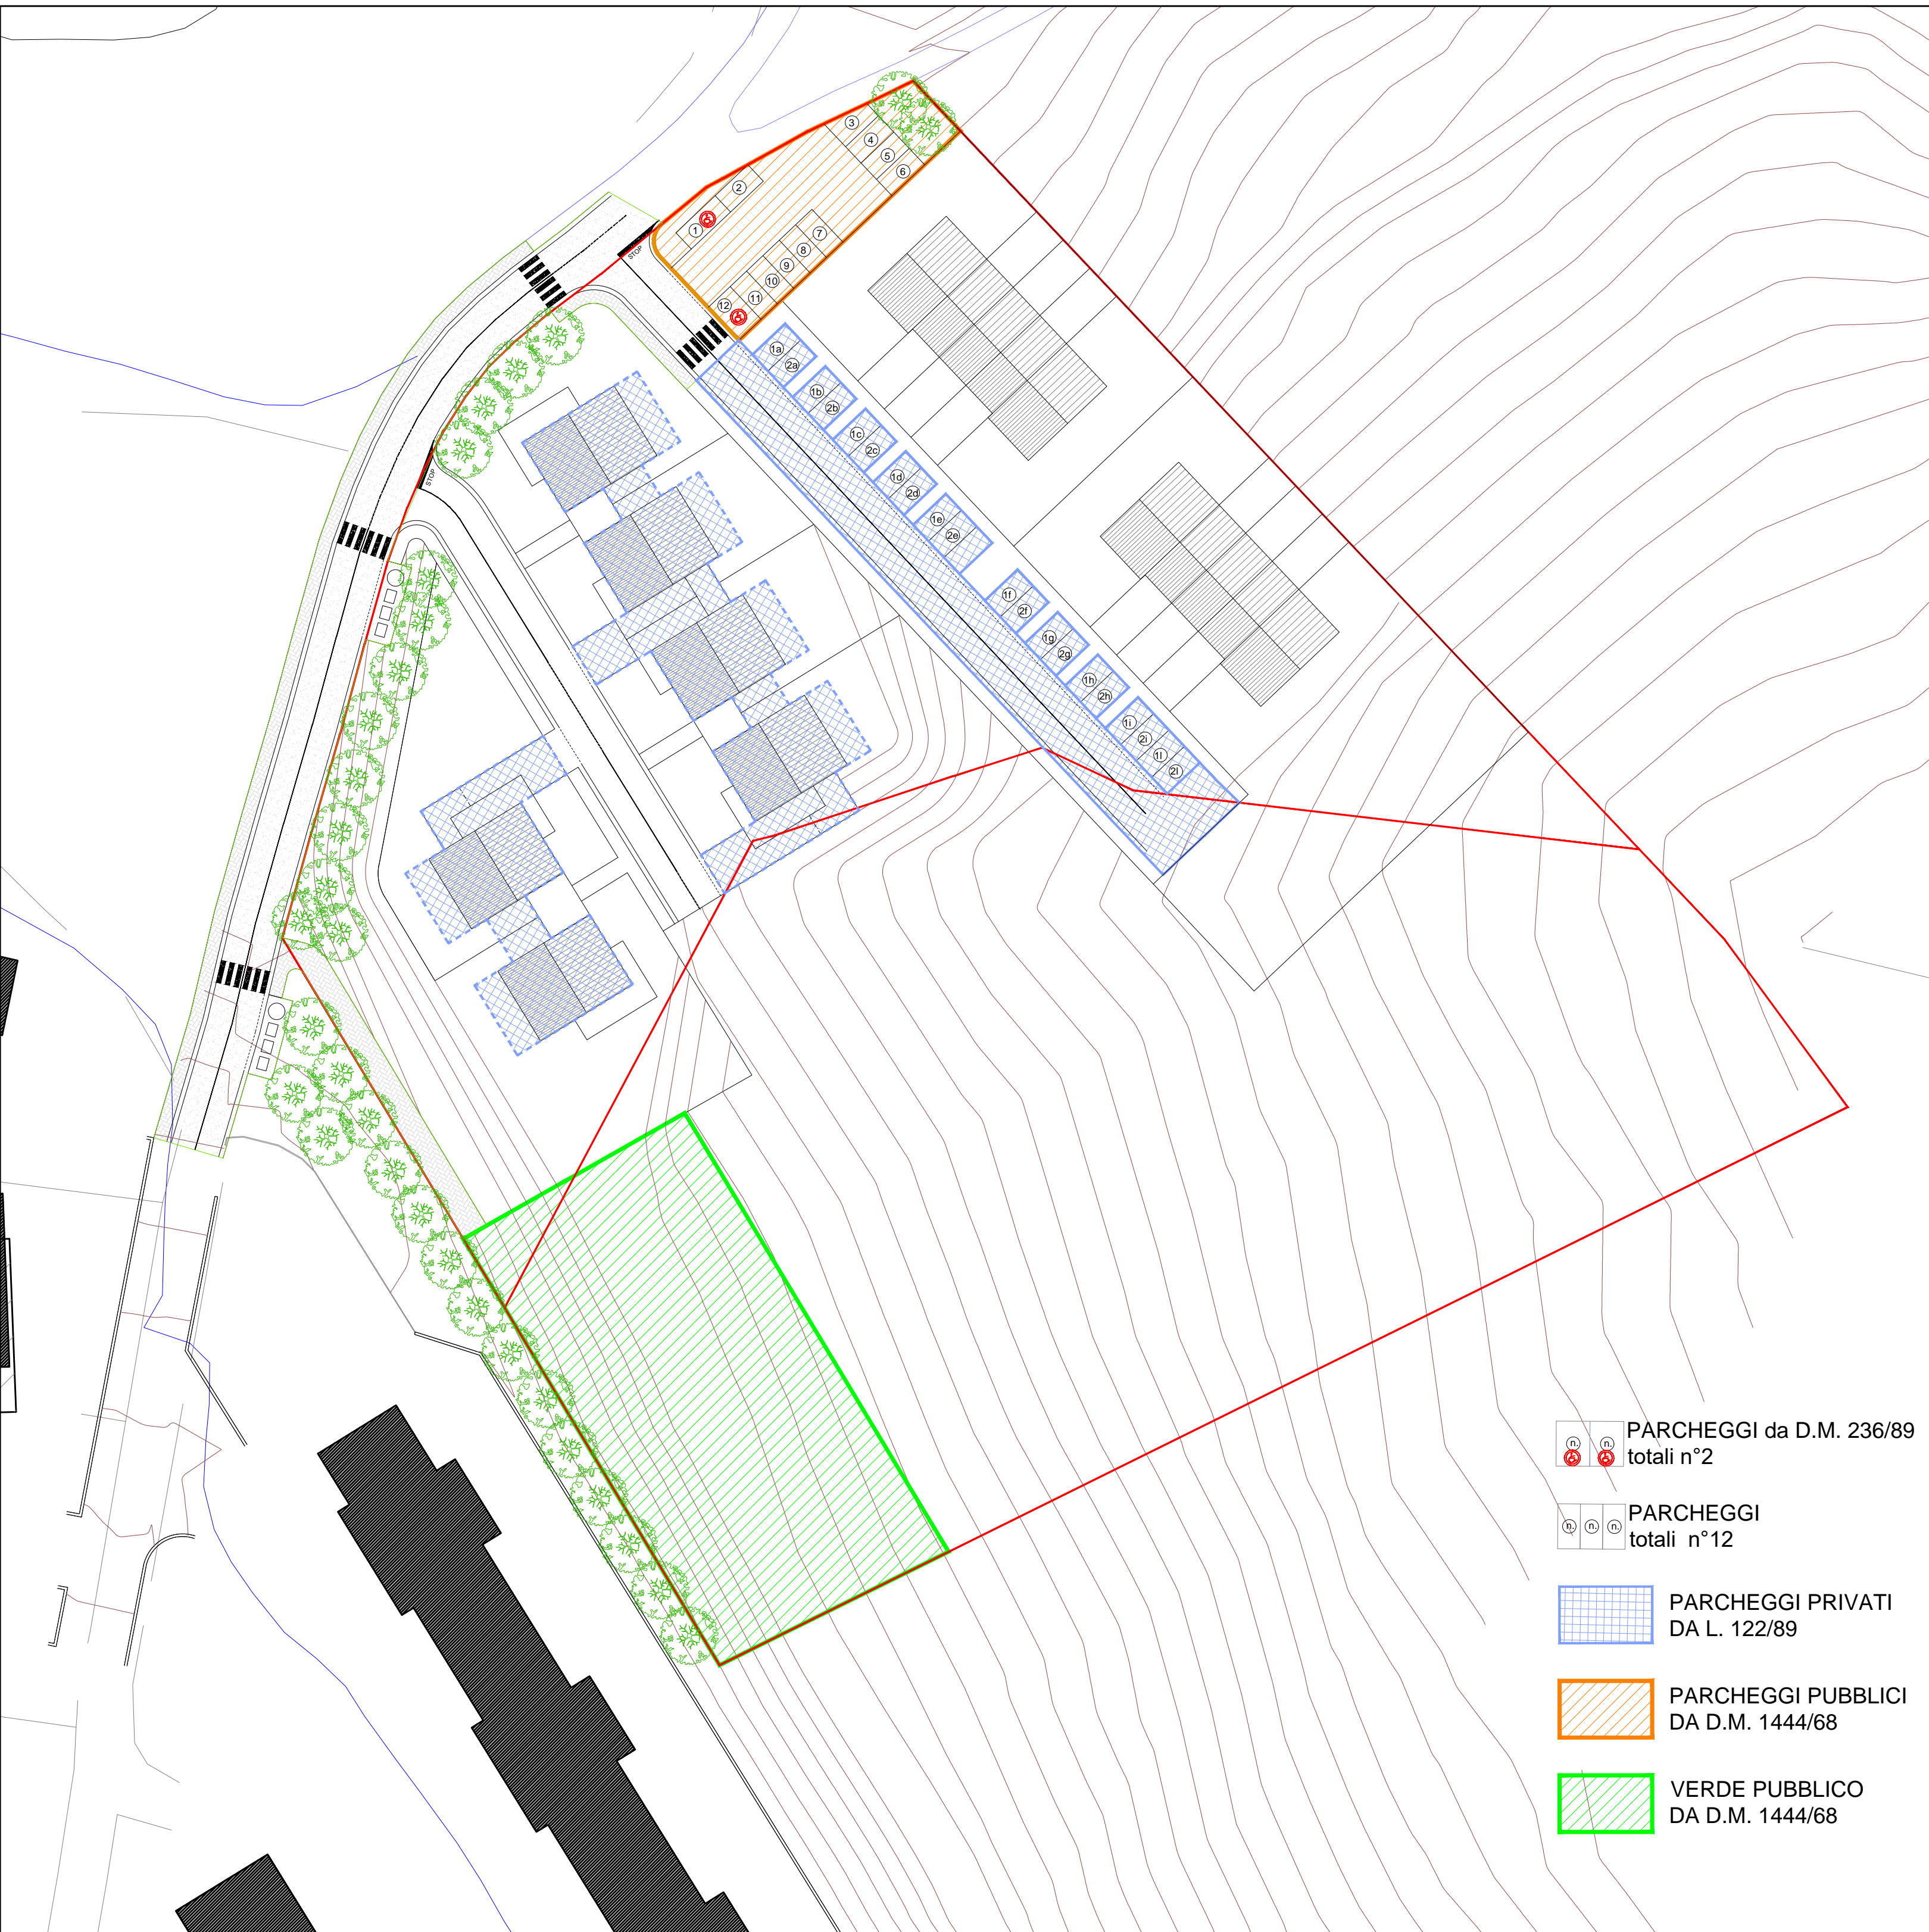 3
4
5
6
2
1
7
8
9
10
11
12
STOP
STOP
1a
2a
1b
2b
1c
2c
1d
2d
1e
2e
1f
2f
1g
2g
1h
2h
1i
2i
1l
2l
n. n.
PARCHEGGI da D.M. 236/89
totali n°2
n. n. n.
PARCHEGGI
totali n°12
PARCHEGGI PRIVATI
DA L. 122/89
PARCHEGGI PUBBLICI
DA D.M. 1444/68
VERDE PUBBLICO
DA D.M. 1444/68